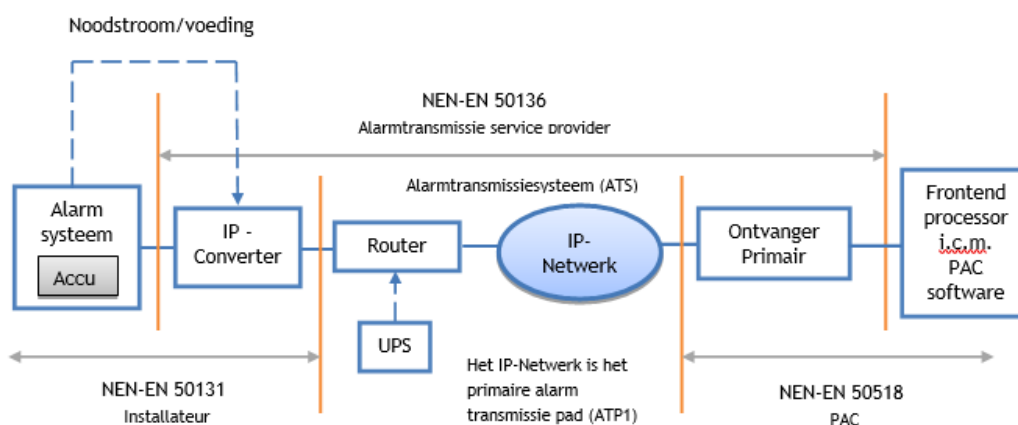 Noodstroom/voeding
NEN-EN 50136
Alarmtransmissie service provider
Alarmtransmissiesysteem (ATS)
Alarm
systeem
Accu
IP -
Converter
Router
IP-
Netwerk
Ontvanger
Primair
Frontend
processor
i.c.m.
PAC
software
UPS
NEN-EN 50131
Installateur
Het IP-Netwerk is het
primaire alarm
transmissie pad (ATP1)
NEN-EN 50518
PAC